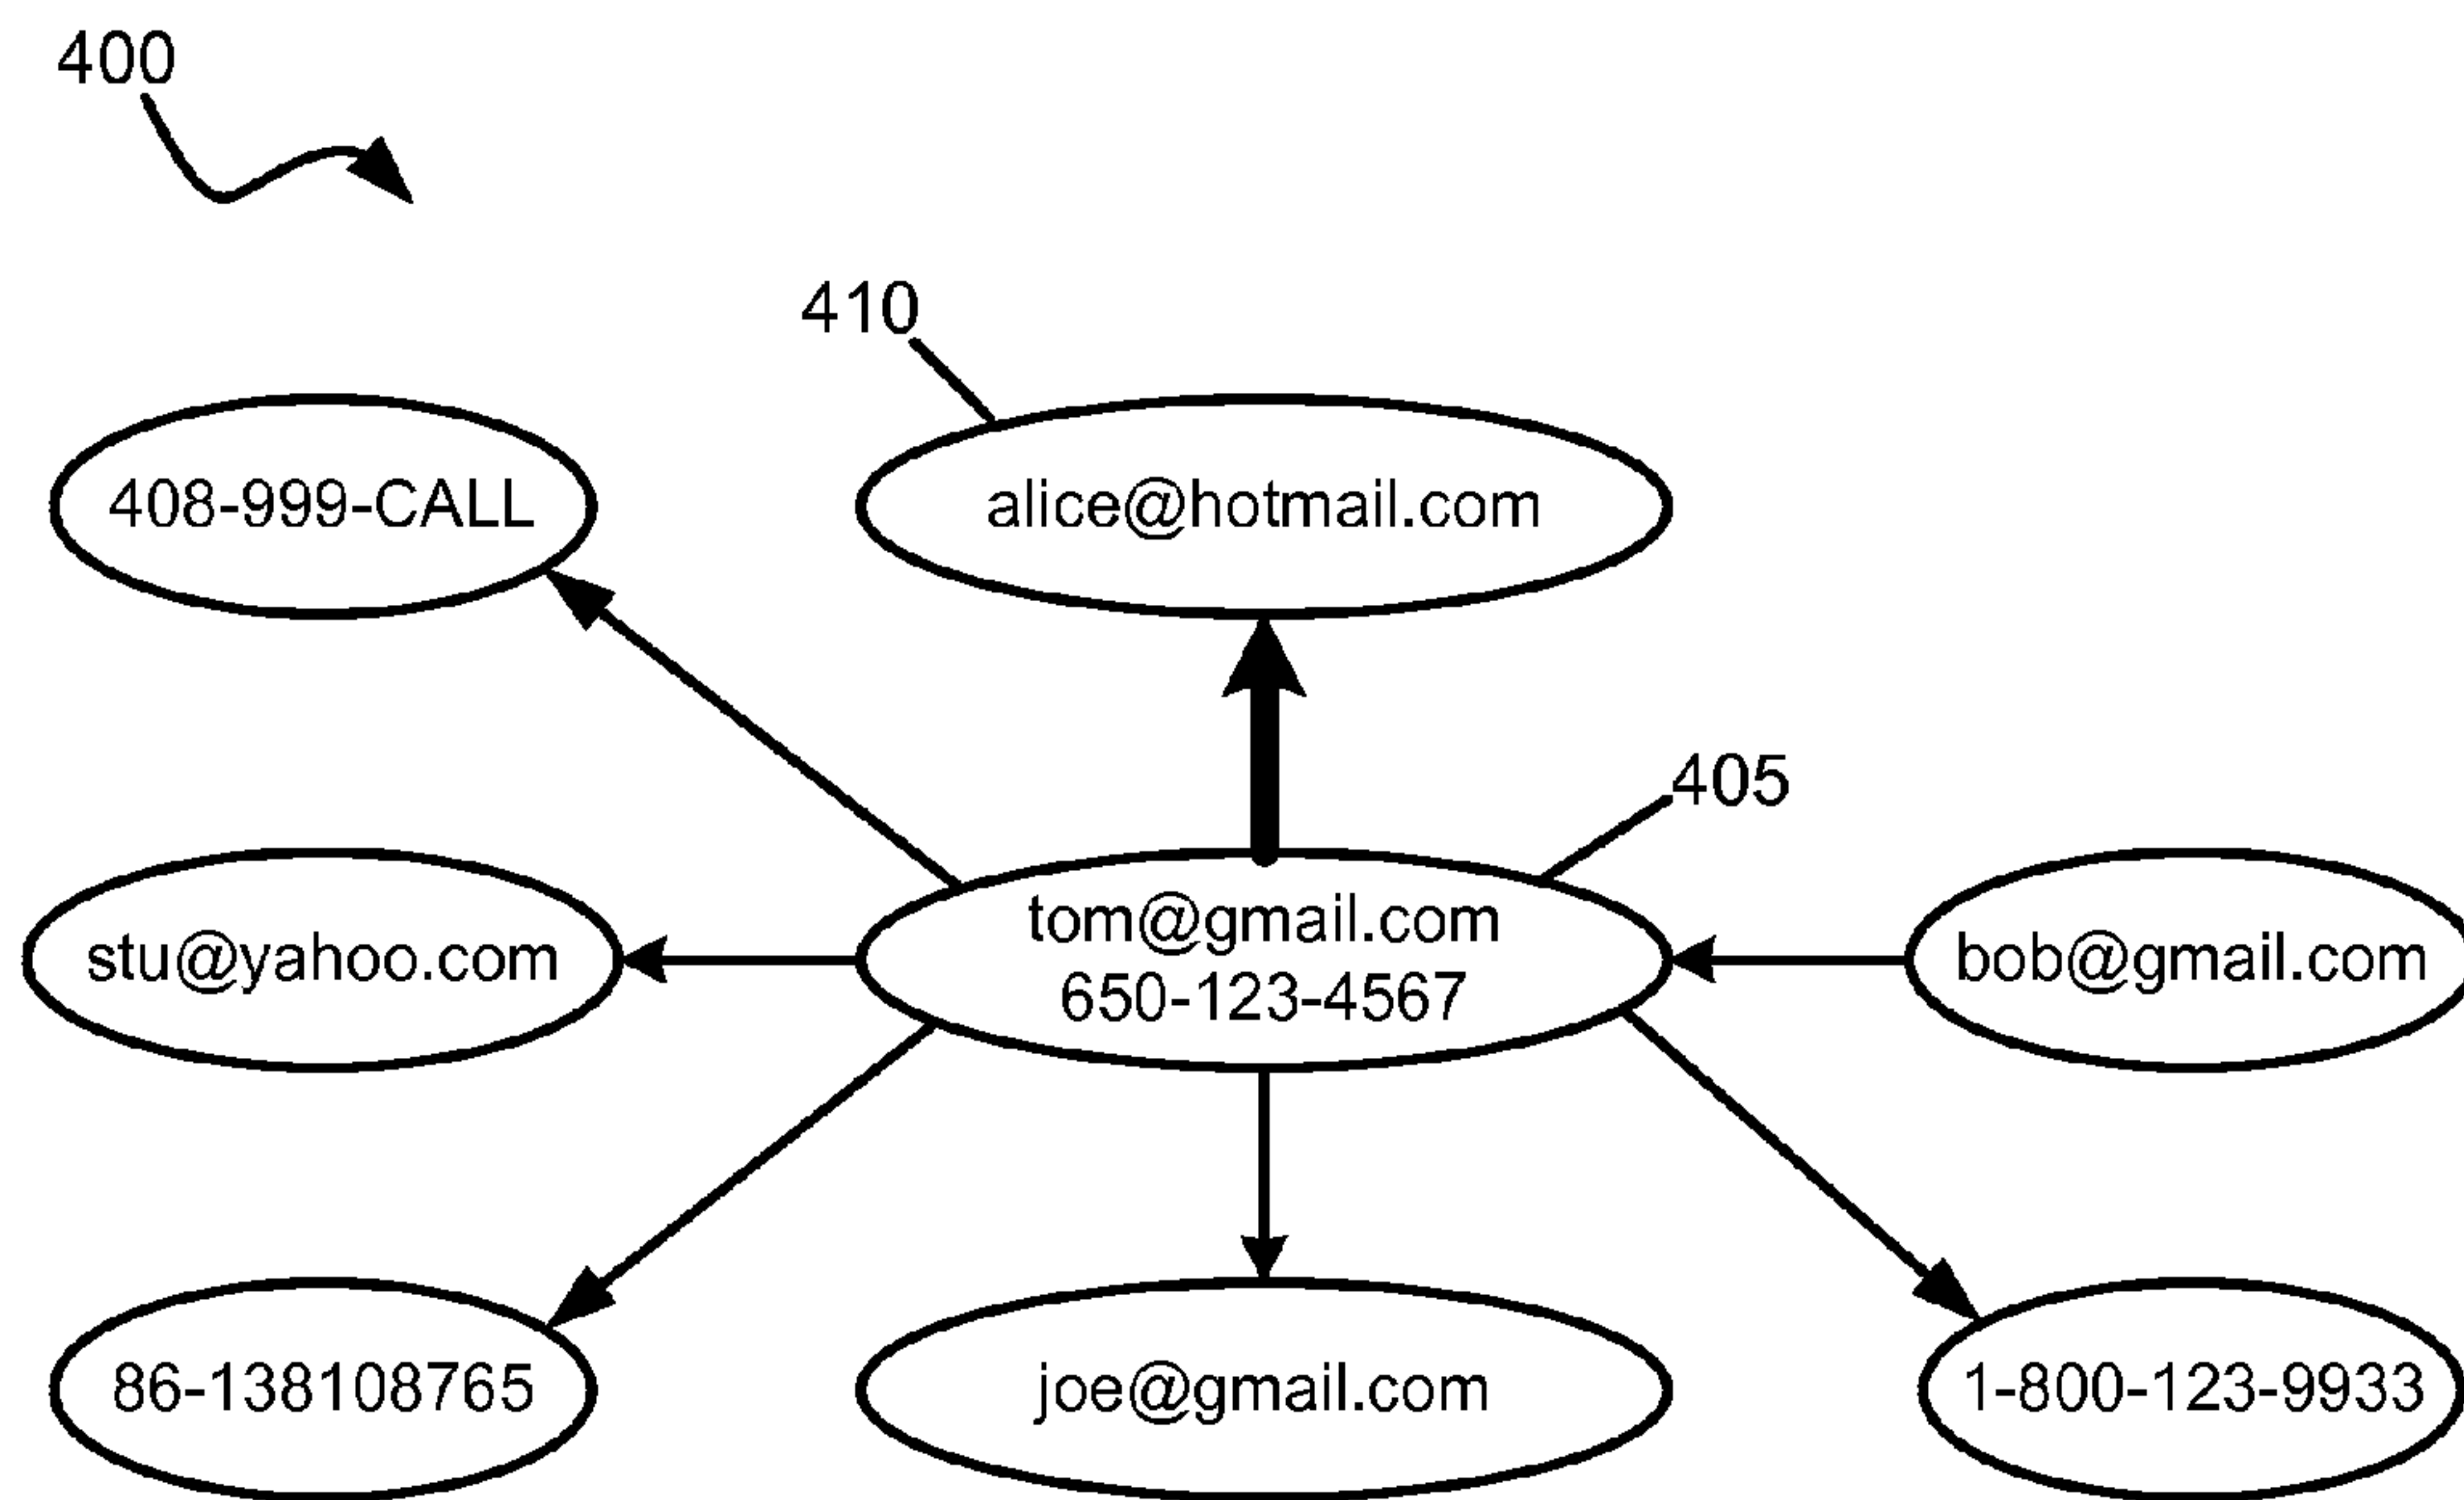 400
410
408-999-CALL
alice@hotmail.com
405
tom@gmail.com
650-123-4567
stu@yahoo.com
bob@gmail.com
86-138108765
joe@gmail.com
1-800-123-9933